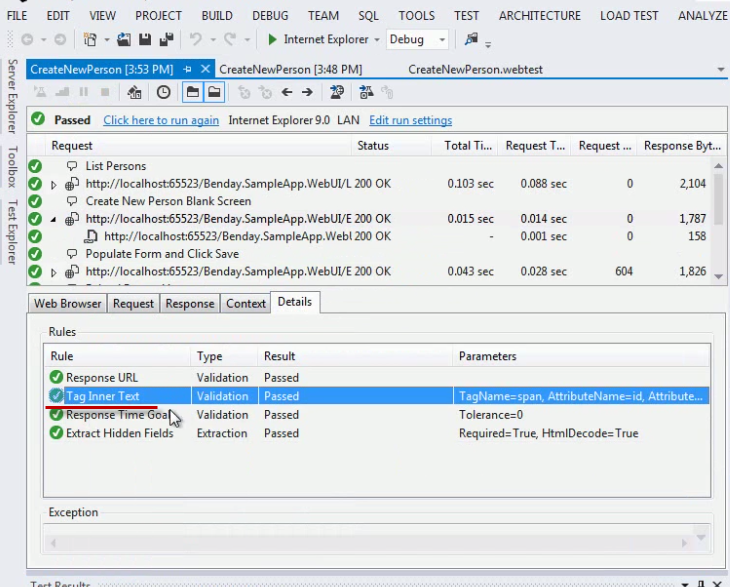 FILE EDIT VIEW PROJECT BUILD DEBUG TEAM SQL TOOLS TEST ARCHITECTURE LOAD TEST ANALYZE
Internet Explorer Debug
Server Explorer
Toolbox
Test Explorer
CreateNewPerson [3:53 PM] CreateNewPerson [3:48 PM] CreateNewPerson.webtest
Passed Click here to run again Internet Explorer 9.0 LAN Edit run settings
Request Status Total Ti... Request T... Request ... Response Byt...
List Persons
http://localhost:65523/Benday.SampleApp.WebUI/L 200 OK 0.103 sec 0.088 sec 0 2,104
Create New Person Blank Screen
http://localhost:65523/Benday.SampleApp.WebUI/E 200 OK 0.015 sec 0.014 sec 0 1,787
http://localhost:65523/Benday.SampleApp.WebU 200 OK - 0.001 sec 0 158
Populate Form and Click Save
http://localhost:65523/Benday.SampleApp.WebUI/E 200 OK 0.043 sec 0.028 sec 604 1,826
Web Browser Request Response Context Details
Rules
Rule Type Result Parameters
Response URL Validation Passed
Tag Inner Text Validation Passed TagName=span, AttributeName=id, Attribute...
Response Time Goal Validation Passed Tolerance=0
Extract Hidden Fields Extraction Passed Required=True, HtmlDecode=True
Exception
Test Results